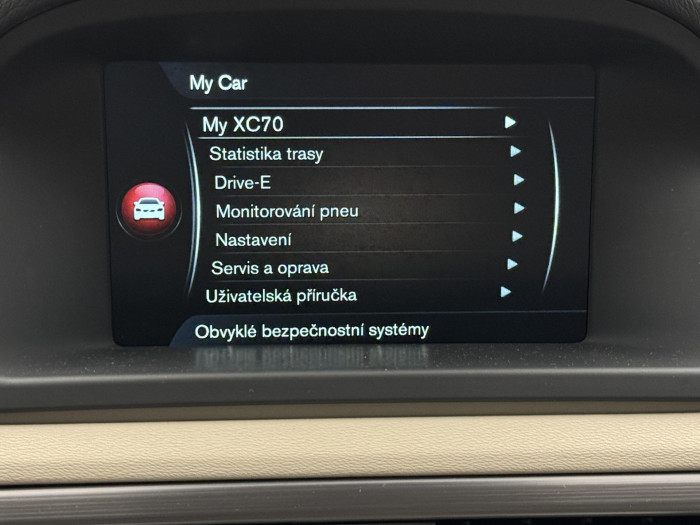 My Car
My XC70
Statistika trasy
Drive-E
Monitorování pneu
Nastavení
Servis a oprava
Uživatelská příručka
Obvyklé bezpečnostní systémy